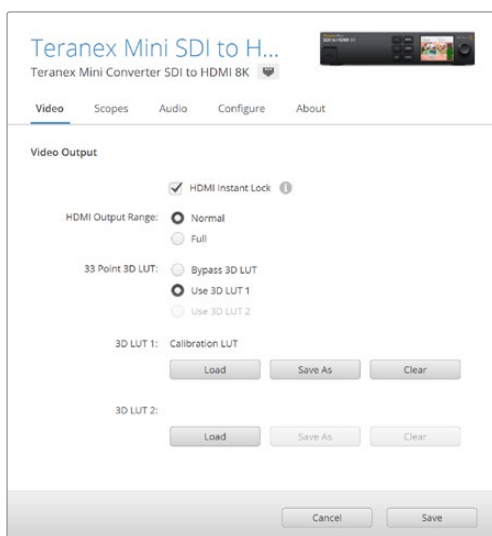 Teranex Mini SDI to H...
Teranex Mini Converter SDI to HDMI 8K
Video Scopes Audio Configure About
Video Output
HDMI Instant Lock
HDMI Output Range: Normal
Full
33 Point 3D LUT: Bypass 3D LUT
Use 3D LUT 1
Use 3D LUT 2
3D LUT 1: Calibration LUT
Load Save As Clear
3D LUT 2:
Load Save As Clear
Cancel Save